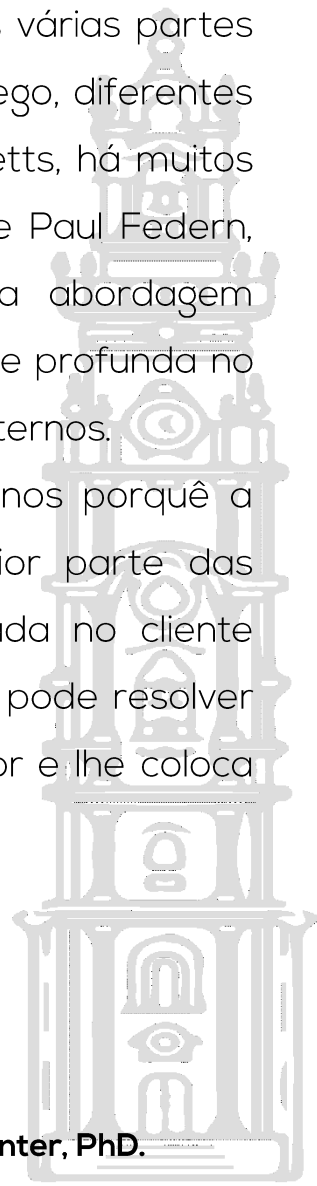 várias partes
ego, diferentes
etts, há muitos
e Paul Federn,
a abordagem
e profunda no
ternos.
nos porquê a
ior parte das
ada no cliente
pode resolver
or e lhe coloca
nter, PhD.